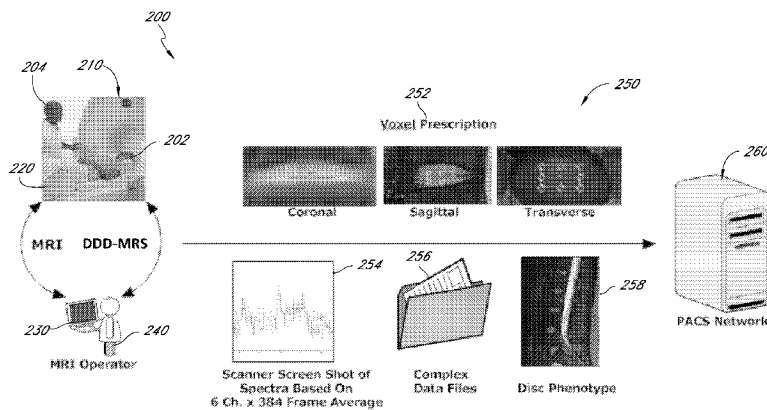 200
204
210
252
250
Voxel Prescription
202
260
220
Coronal
Sagittal
Transverse
MRI
DDD-MRS
254
256
258
230
240
PACS Network
MRI Operator
Scanner Screen Shot of
Spectra Based On
6 Ch. x 384 Frame Average
Complex
Data Files
Disc Phenotype